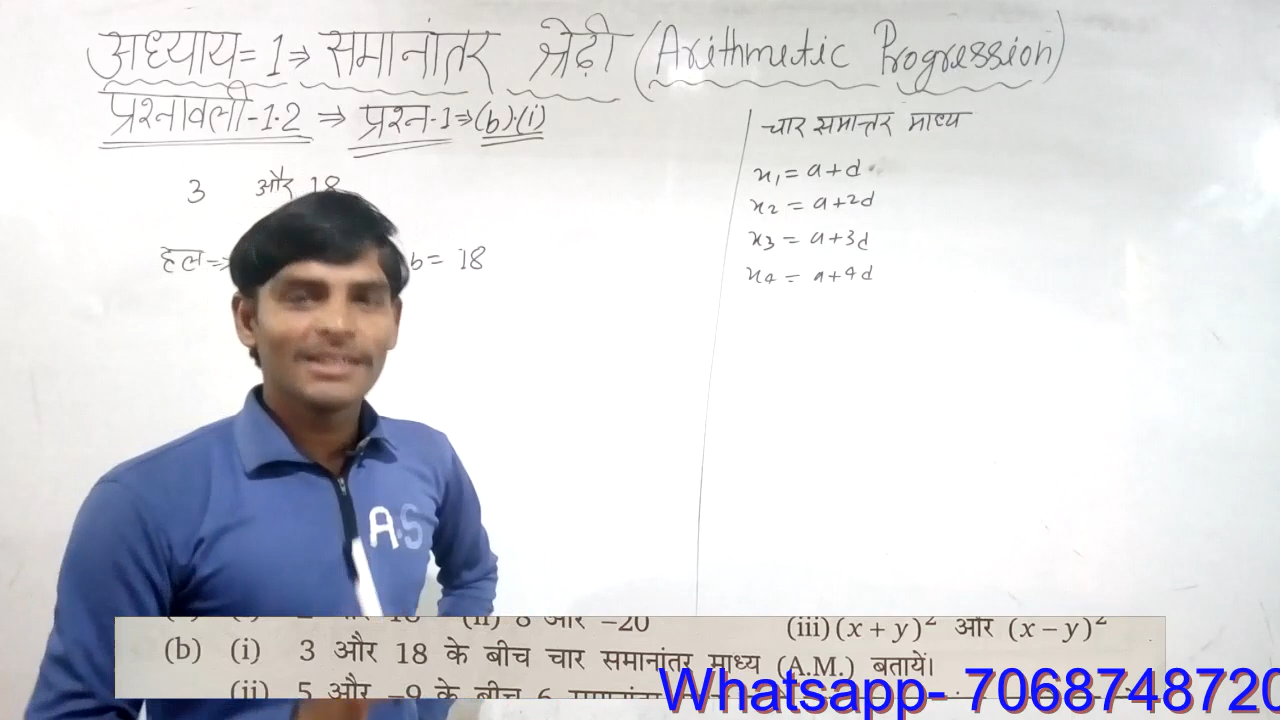 अध्याय= 1⇒ समानांतर श्रेढ़ी (Arithmetic Progression)
प्रश्नावली-1.2 ⇒ प्रश्न-1⇒(b).(i)
3 और 18
हल⇒ b= 18
चार समान्तर माध्य
x₁ = a+d
x₂ = a+2d
x₃ = a+3d
x₄ = a+4d
A.S
(ii) 8 और -20 (iii) (x + y)² और (x – y)²
(b) (i) 3 और 18 के बीच चार समानांतर माध्य (A.M.) बतायें।
(ii) 5 और -9 के बीच 6
Whatsapp- 7068748720